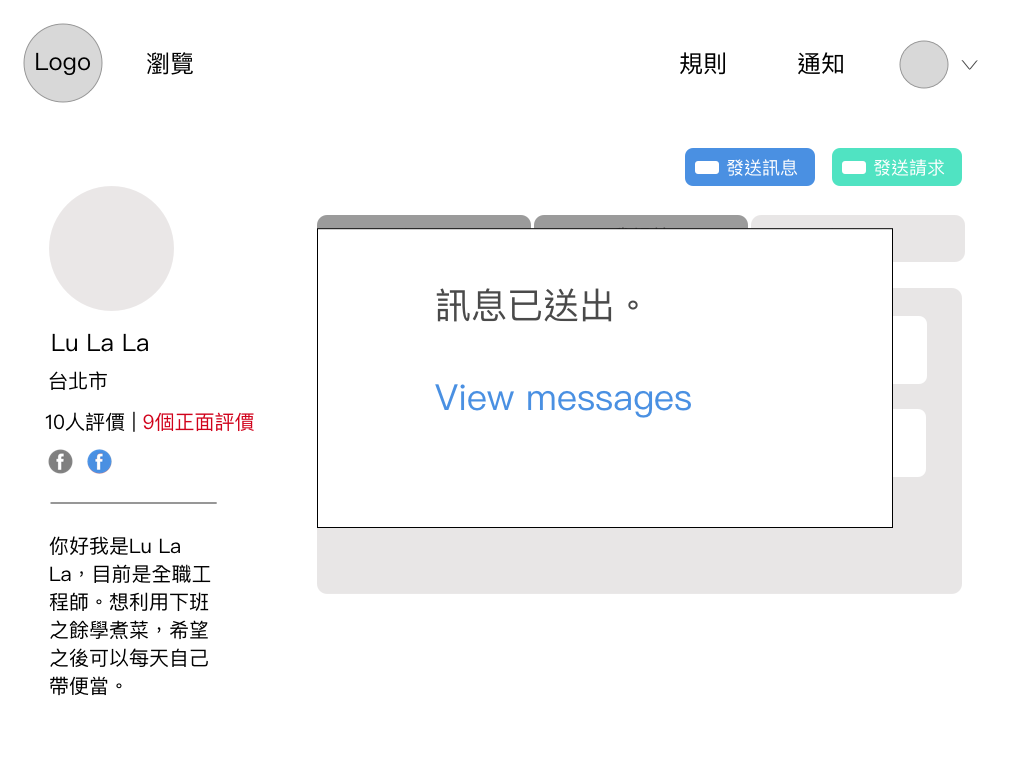 Logo
瀏覽
規則
通知
發送訊息
發送請求
訊息已送出。
View messages
Lu La La
台北市
10人評價 | 9個正面評價
你好我是Lu La
La，目前是全職工
程師。想利用下班
之餘學煮菜，希望
之後可以每天自己
帶便當。